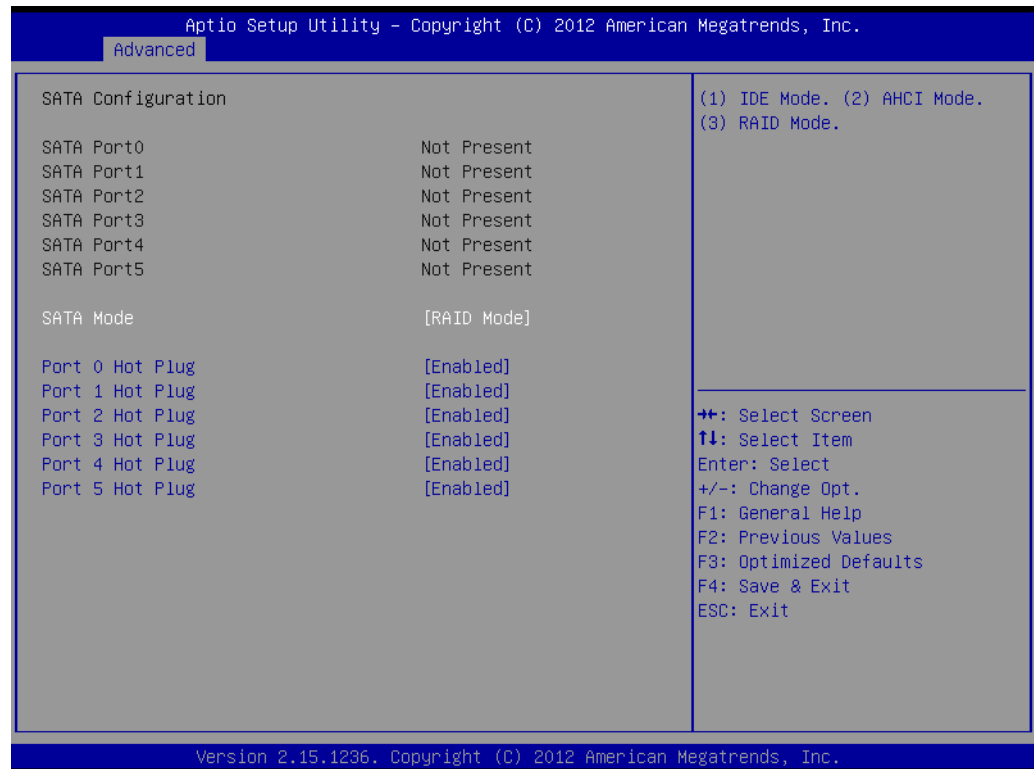 Aptio Setup Utility – Copyright (C) 2012 American Megatrends, Inc.
Advanced
SATA Configuration
SATA Port0 Not Present
SATA Port1 Not Present
SATA Port2 Not Present
SATA Port3 Not Present
SATA Port4 Not Present
SATA Port5 Not Present
SATA Mode [RAID Mode]
Port 0 Hot Plug [Enabled]
Port 1 Hot Plug [Enabled]
Port 2 Hot Plug [Enabled]
Port 3 Hot Plug [Enabled]
Port 4 Hot Plug [Enabled]
Port 5 Hot Plug [Enabled]
(1) IDE Mode. (2) AHCI Mode.
(3) RAID Mode.
→←: Select Screen
↑↓: Select Item
Enter: Select
+/-: Change Opt.
F1: General Help
F2: Previous Values
F3: Optimized Defaults
F4: Save & Exit
ESC: Exit
Version 2.15.1236. Copyright (C) 2012 American Megatrends, Inc.